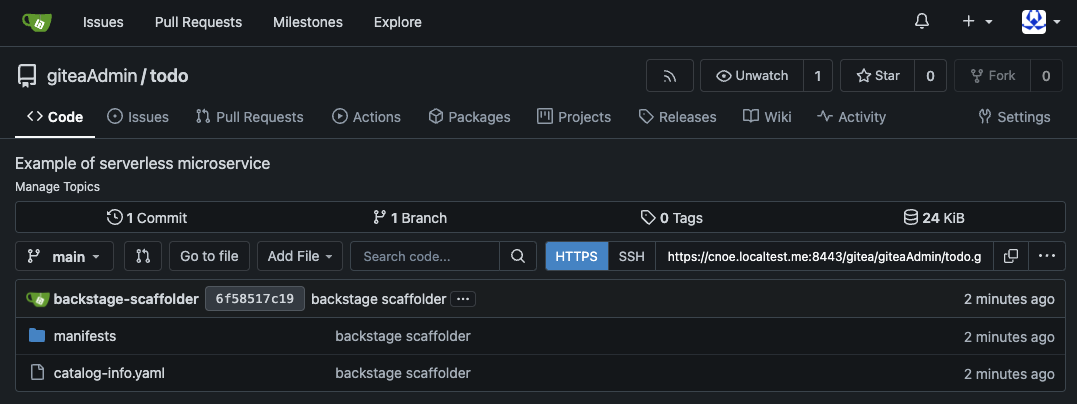 Issues Pull Requests Milestones Explore
giteaAdmin / todo Unwatch 1 Star 0 Fork 0
Code Issues Pull Requests Actions Packages Projects Releases Wiki Activity Settings
Example of serverless microservice
Manage Topics
1 Commit 1 Branch 0 Tags 24 KiB
main Go to file Add File Search code... HTTPS SSH https://cnoe.localtest.me:8443/gitea/giteaAdmin/todo.g ...
backstage-scaffolder 6f58517c19 backstage scaffolder ... 2 minutes ago
manifests backstage scaffolder 2 minutes ago
catalog-info.yaml backstage scaffolder 2 minutes ago